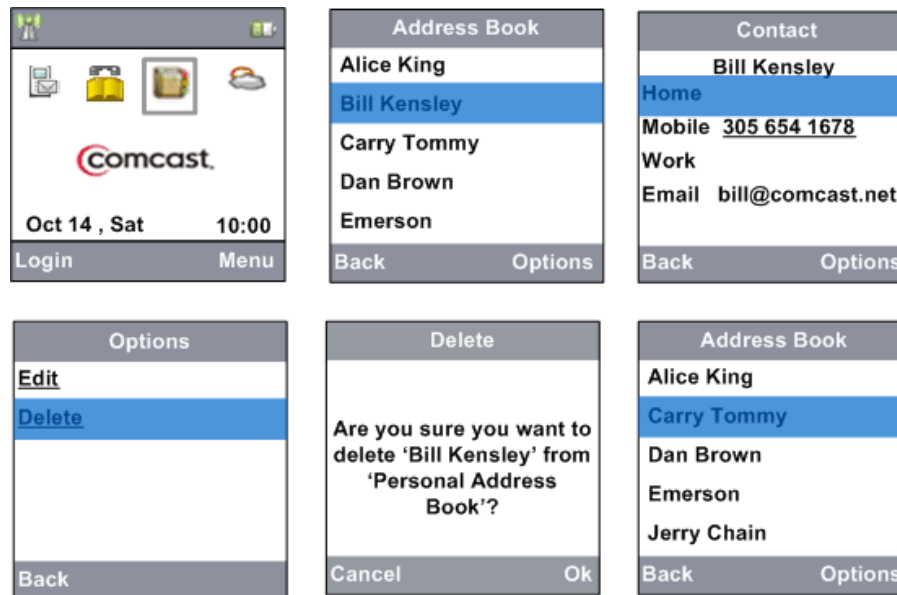 comcast.
Oct 14 , Sat 10:00
Login Menu
Address Book
Alice King
Bill Kensley
Carry Tommy
Dan Brown
Emerson
Back Options
Contact
Bill Kensley
Home
Mobile 305 654 1678
Work
Email bill@comcast.net
Back Options
Options
Edit
Delete
Back
Delete
Are you sure you want to
delete ‘Bill Kensley’ from
‘Personal Address
Book’?
Cancel Ok
Address Book
Alice King
Carry Tommy
Dan Brown
Emerson
Jerry Chain
Back Options